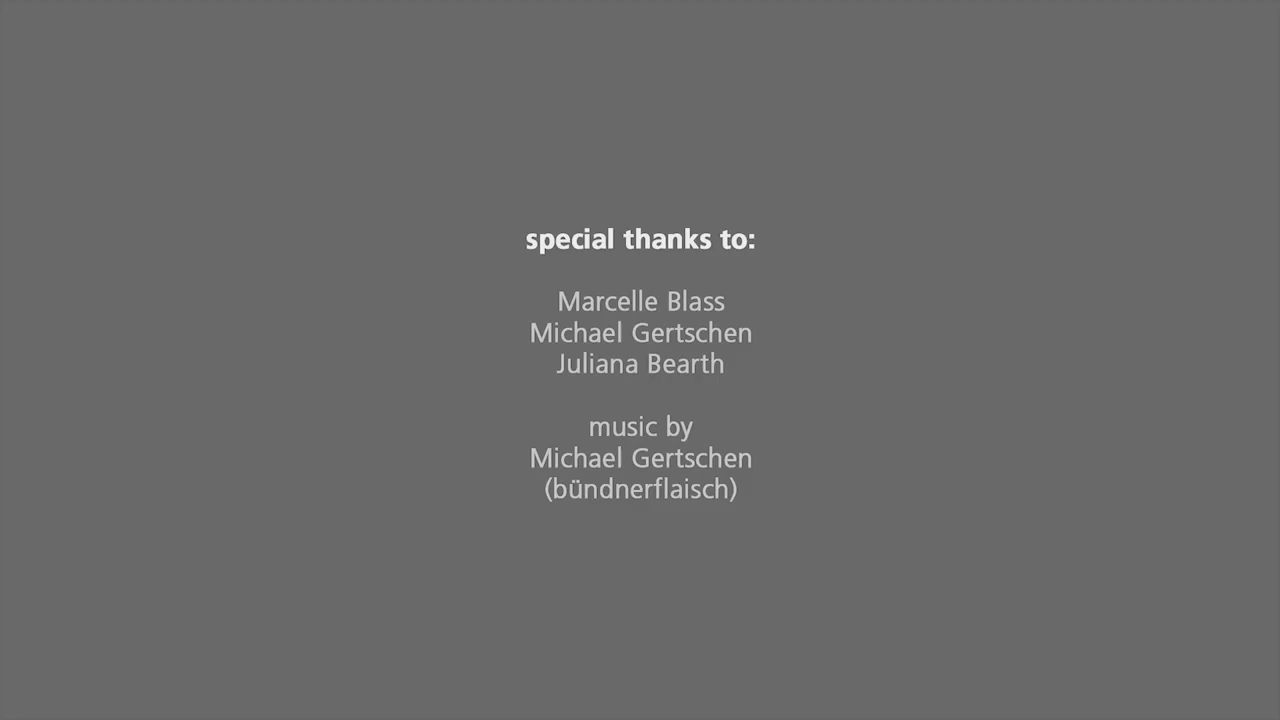 special thanks to:
Marcelle Blass
Michael Gertschen
Juliana Bearth
music by
Michael Gertschen
(bündnerflaisch)